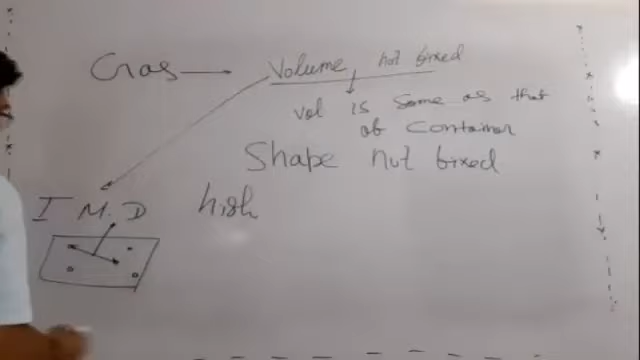 Gas → Volume, not fixed
vol is same as that
of container
Shape not fixed
I M.D high